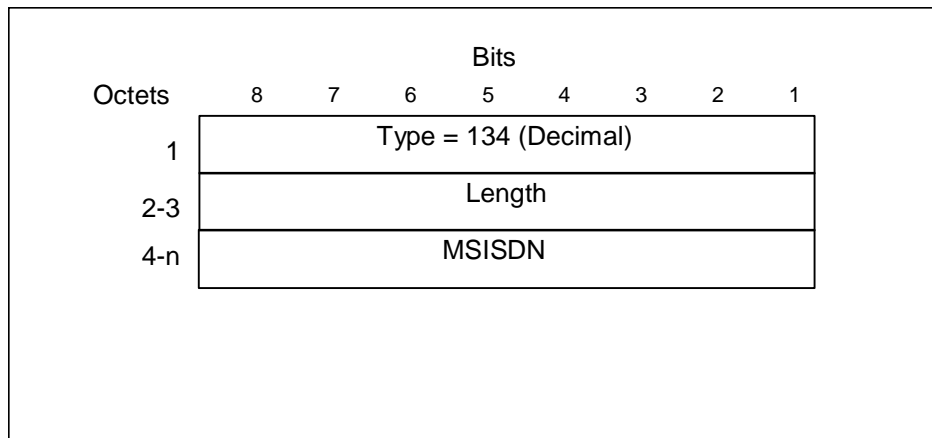 Bits
Octets 8 7 6 5 4 3 2 1
1 Type = 134 (Decimal)
2-3 Length
4-n MSISDN